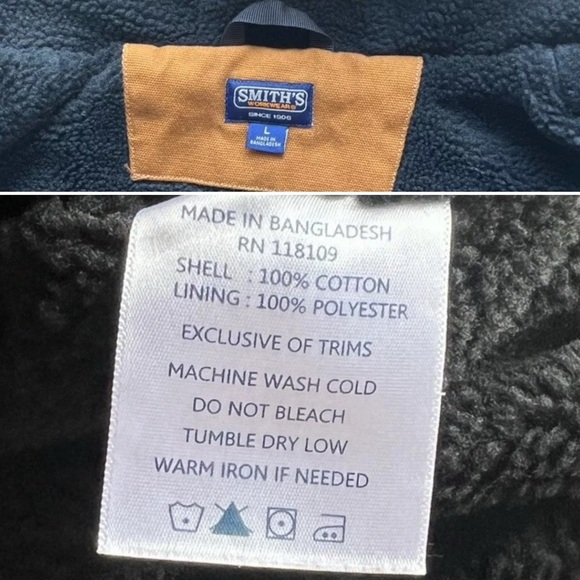 SMITH'S
WORKWEAR
SINCE 1906
L
MADE IN
BANGLADESH
MADE IN BANGLADESH
RN 118109
SHELL : 100% COTTON
LINING : 100% POLYESTER
EXCLUSIVE OF TRIMS
MACHINE WASH COLD
DO NOT BLEACH
TUMBLE DRY LOW
WARM IRON IF NEEDED